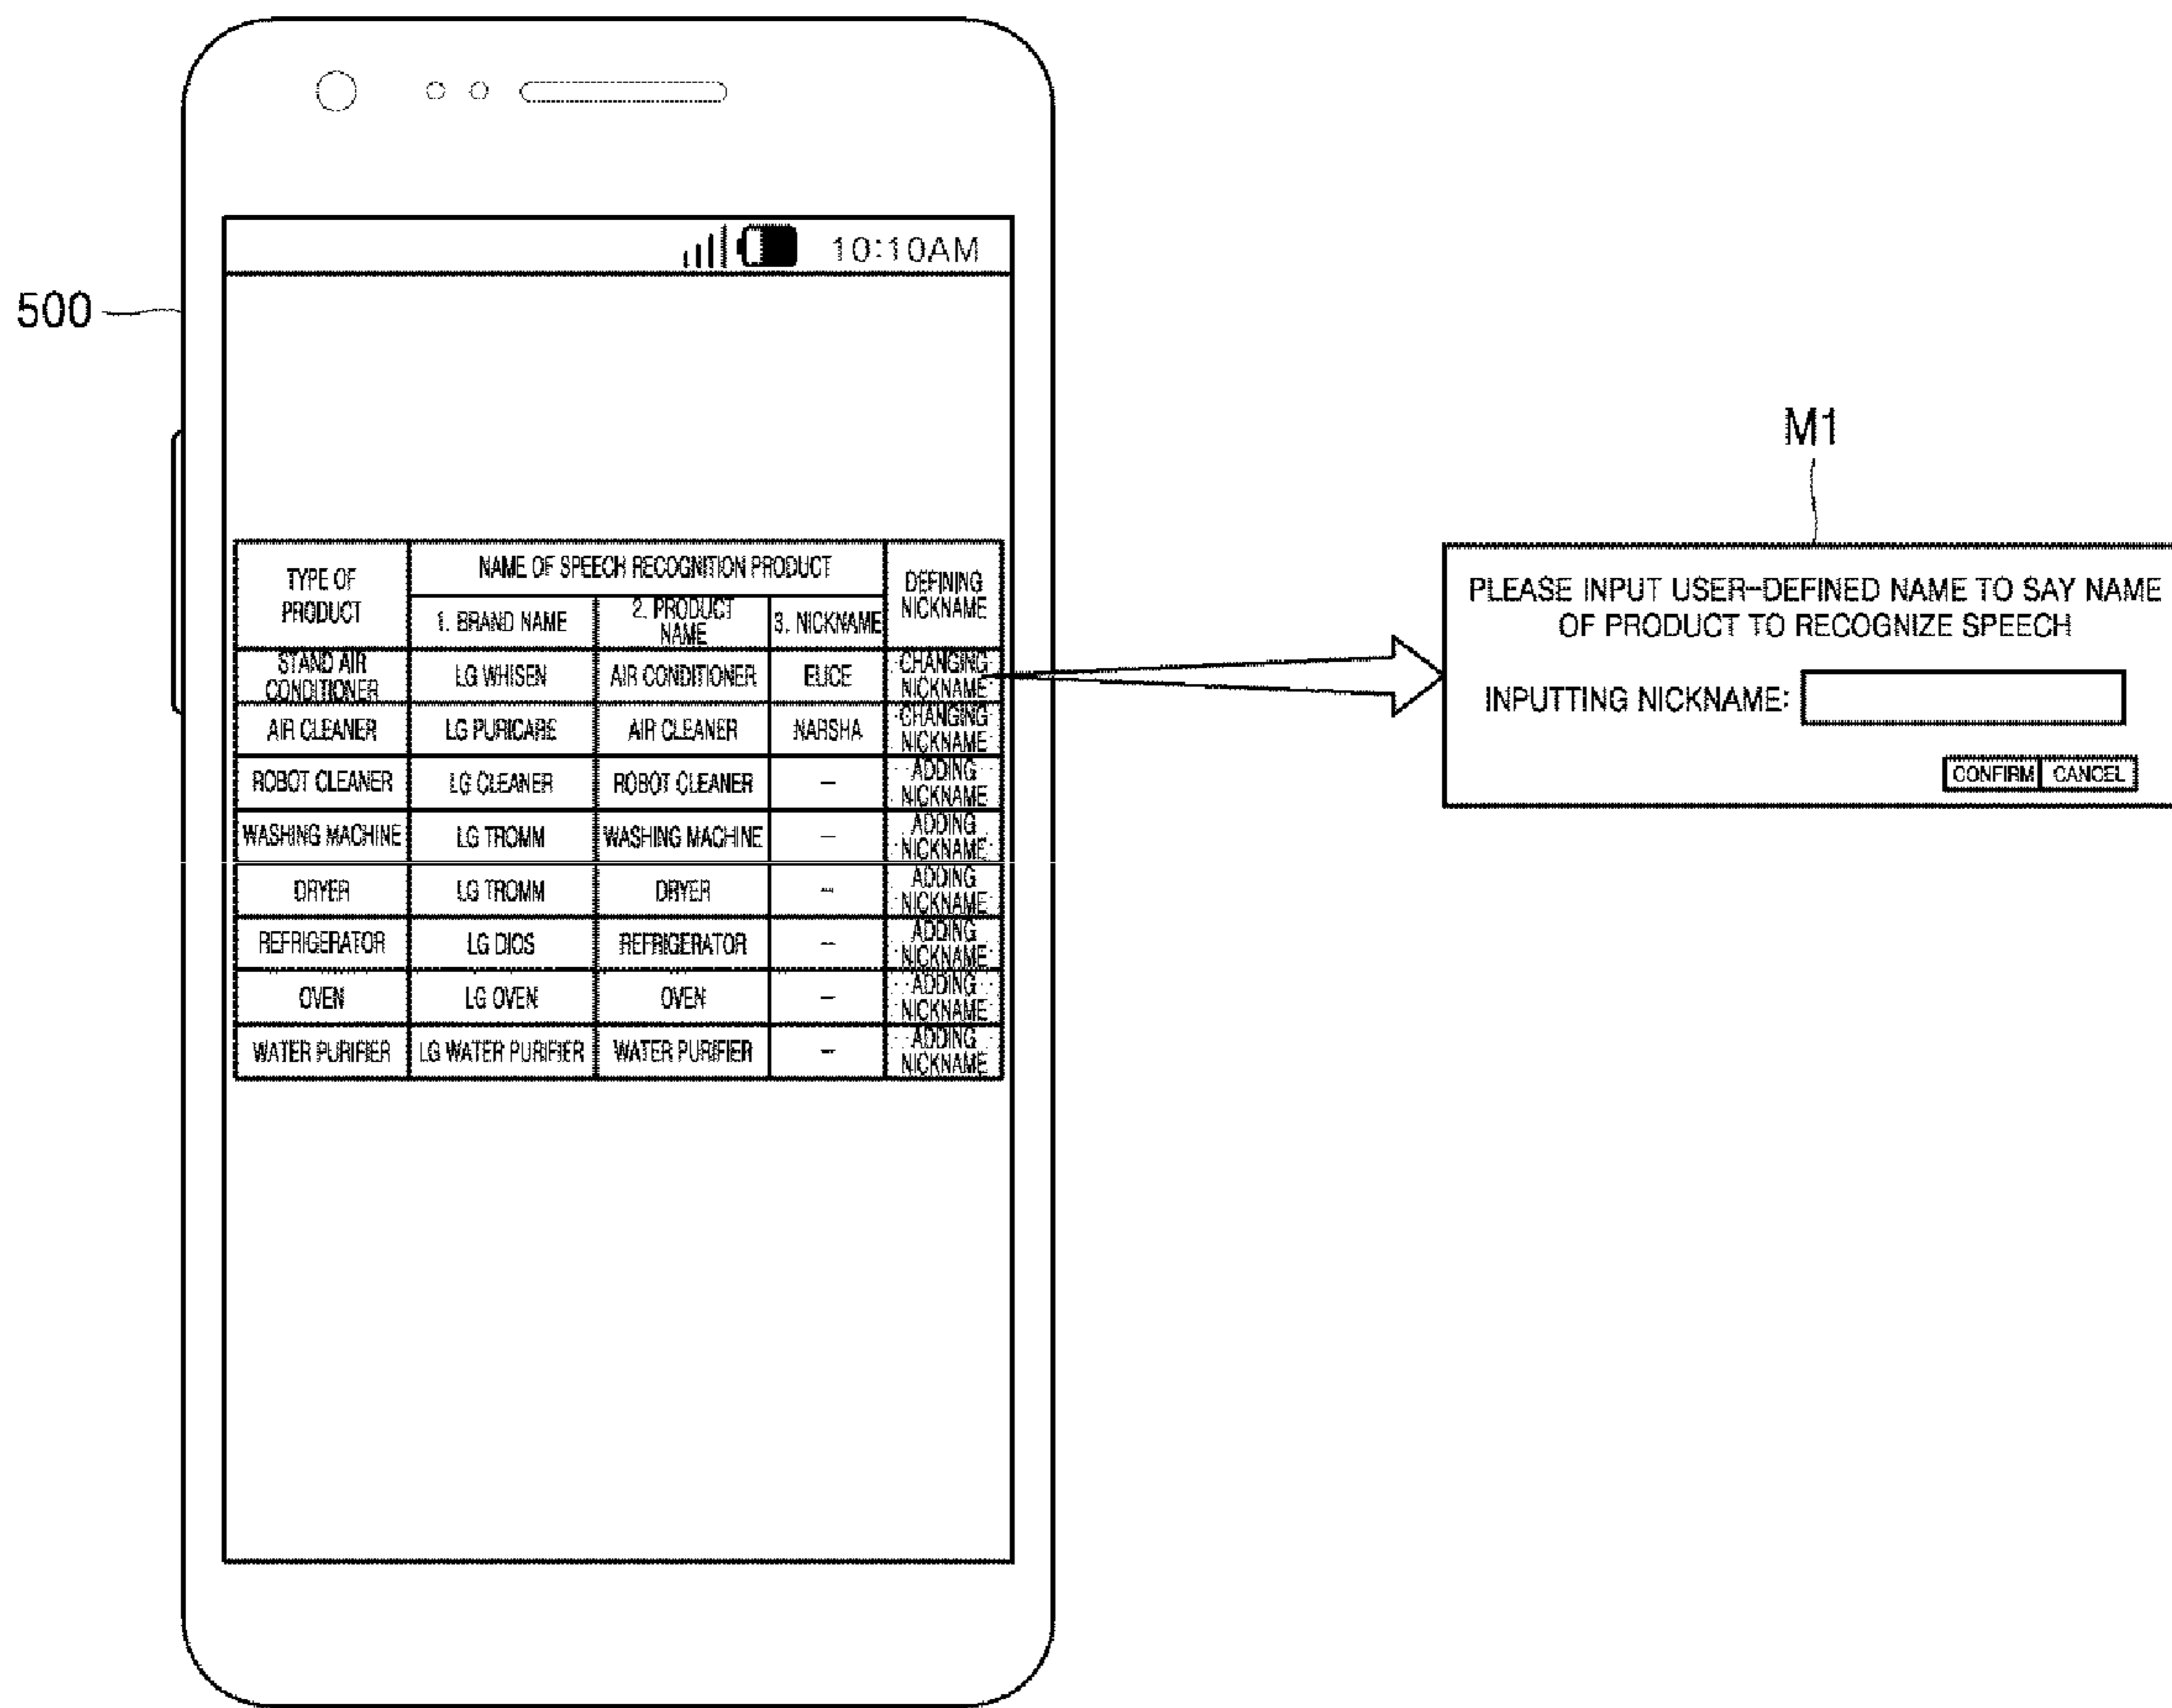 10:10AM
500
M1
TYPE OF
PRODUCT
NAME OF SPEECH RECOGNITION PRODUCT
DEFINING
NICKNAME
1. BRAND NAME
2. PRODUCT
NAME
3. NICKNAME
STAND AIR
CONDITIONER
LG WHISEN
AIR CONDITIONER
ELICE
CHANGING
NICKNAME
AIR CLEANER
LG PURICARE
AIR CLEANER
NARSHA
CHANGING
NICKNAME
ROBOT CLEANER
LG CLEANER
ROBOT CLEANER
–
ADDING
NICKNAME
WASHING MACHINE
LG TROMM
WASHING MACHINE
–
ADDING
NICKNAME
DRYER
LG TROMM
DRYER
–
ADDING
NICKNAME
REFRIGERATOR
LG DIOS
REFRIGERATOR
–
ADDING
NICKNAME
OVEN
LG OVEN
OVEN
–
ADDING
NICKNAME
WATER PURIFIER
LG WATER PURIFIER
WATER PURIFIER
–
ADDING
NICKNAME
PLEASE INPUT USER-DEFINED NAME TO SAY NAME
OF PRODUCT TO RECOGNIZE SPEECH
INPUTTING NICKNAME:
CONFIRM CANCEL